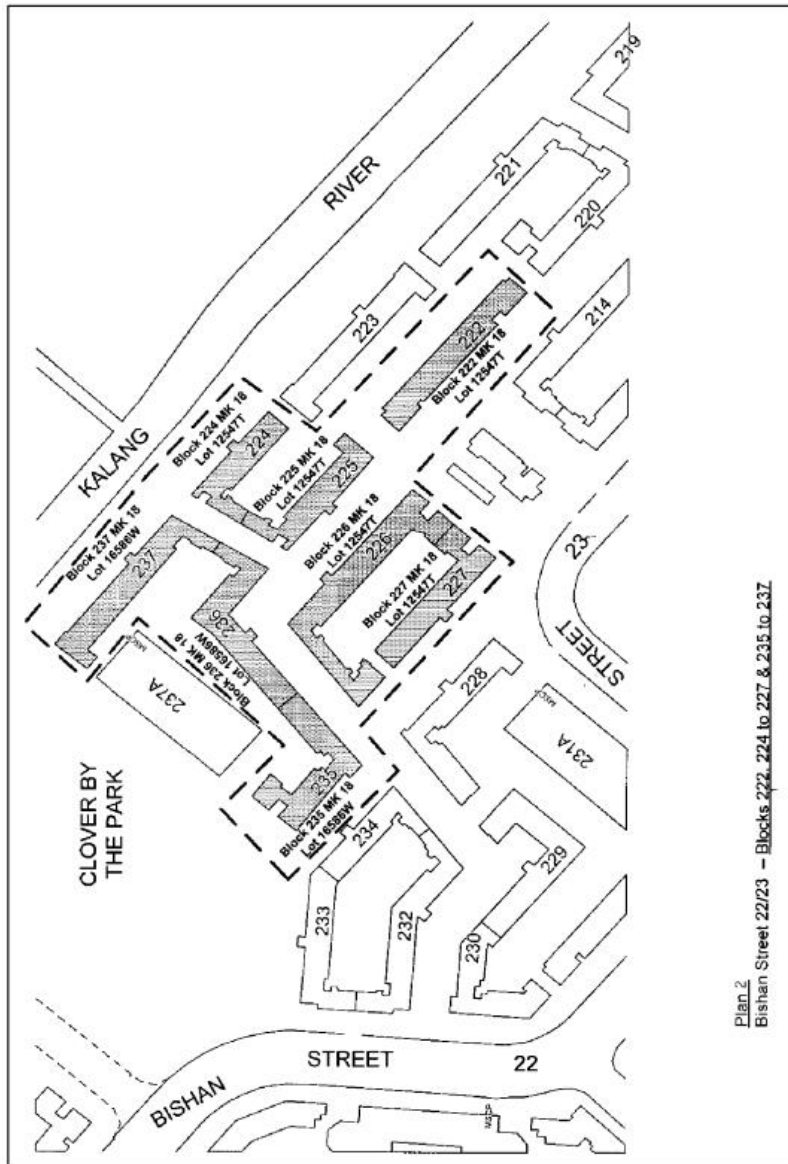 219
221
220
RIVER
223
222
Block 222 MK 18
Lot 12547T
214
KALANG
Block 224 MK 18
Lot 12547T
224
Block 225 MK 18
Lot 12547T
225
Block 237 MK 18
Lot 16586W
237
Block 226 MK 18
Lot 12547T
226
Block 227 MK 18
Lot 12547T
227
236
Block 236 MK 18
Lot 16586W
MSCP
237A
23
STREET
228
MSCP
231A
235
Block 235 MK 18
Lot 16586W
CLOVER BY
THE PARK
234
233
232
229
230
BISHAN
STREET
22
MSCP
Plan 2
Bishan Street 22/23 – Blocks 222, 224 to 227 & 235 to 237